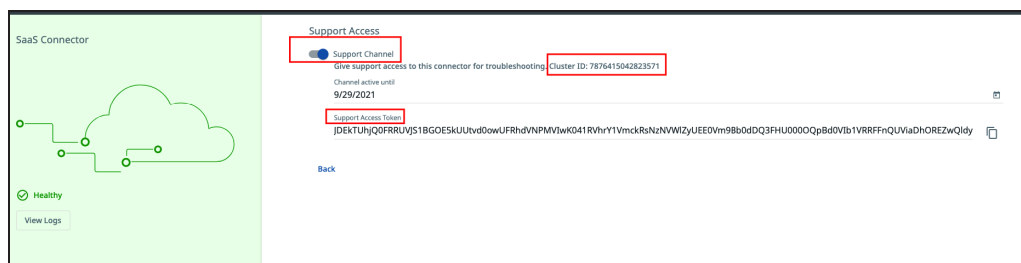 SaaS Connector
Healthy
View Logs
Support Access
Support Channel
Give support access to this connector for troubleshooting. Cluster ID: 7876415042823571
Channel active until
9/29/2021
Support Access Token
JDEkTUhjQ0FRRUVJS1BGOE5kUUtvd0owUFRhdVNPMVIwK041RVhrY1VmckRsNzNVWlZyUEE0Vm9Bb0dDQ3FHU000OQpBd0VIb1VRRFFnQUViaDhOREZwQldy
Back